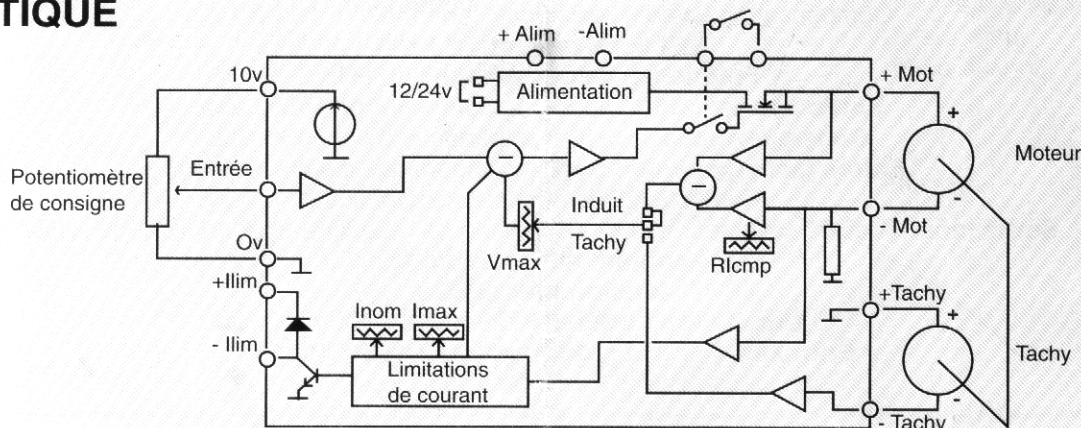 TIQUE
+ Alim -Alim
10v
12/24v
Alimentation
+ Mot
+
Moteur
Potentiomètre
de consigne
Entrée
Induit
Tachy
-
- Mot
Vmax
RIcmp
Ov
+Ilim
- Ilim
Inom Imax
Limitations
de courant
+Tachy
+
Tachy
-
- Tachy